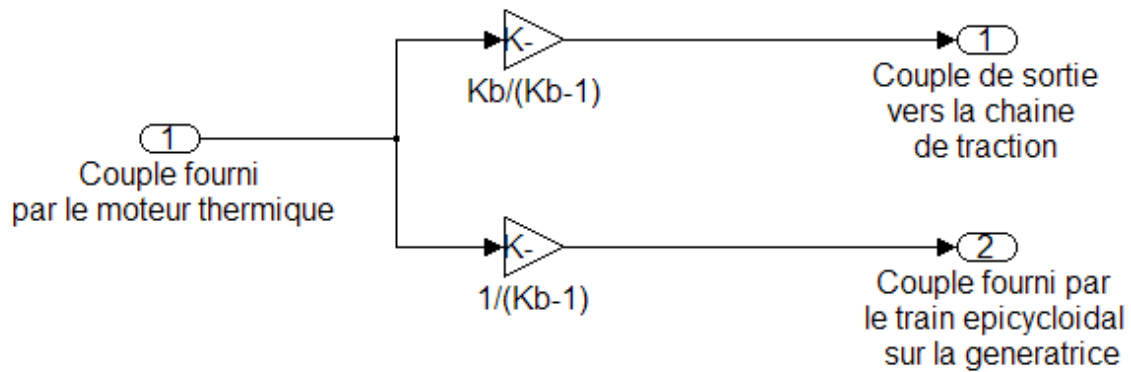 K-
Kb/(Kb-1)
1
Couple de sortie
vers la chaine
de traction
1
Couple fourni
par le moteur thermique
K-
1/(Kb-1)
2
Couple fourni par
le train epicycloidal
sur la generatrice